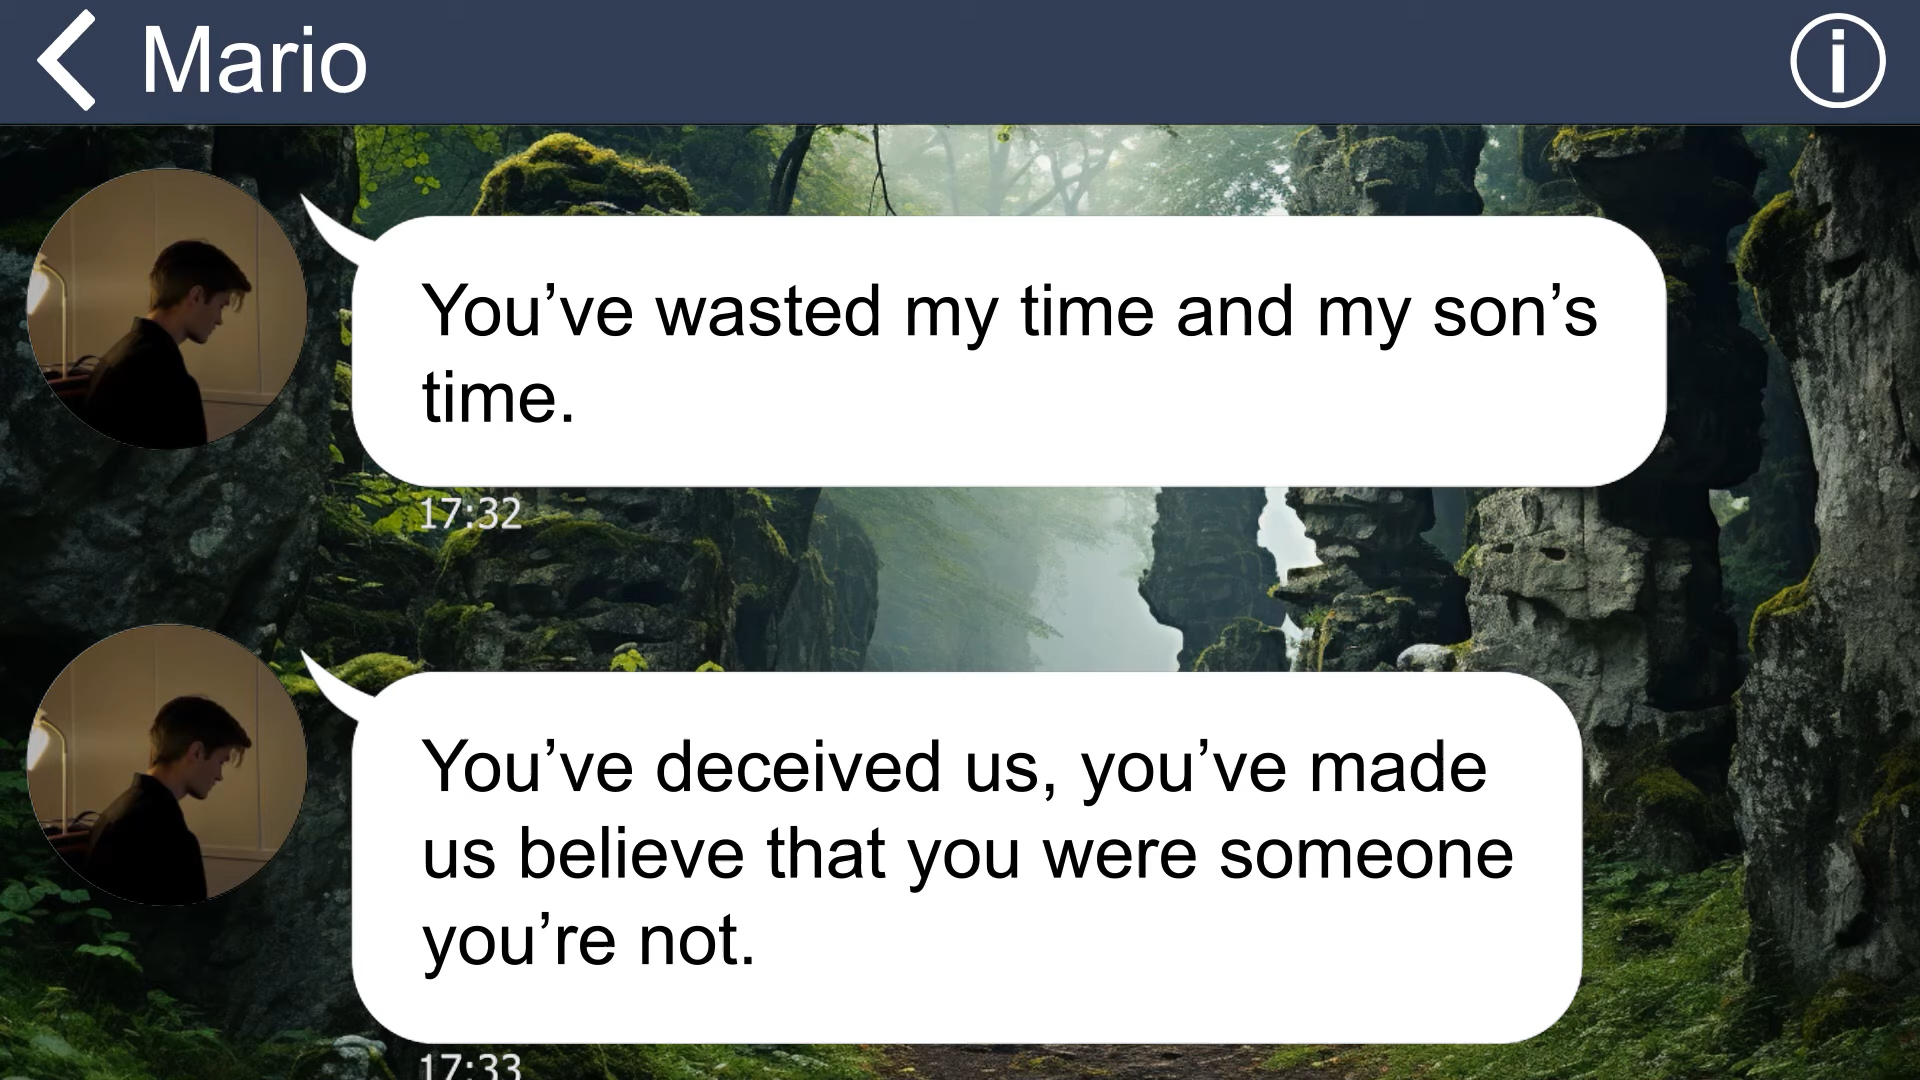 Mario
You’ve wasted my time and my son’s
time.
17:32
You’ve deceived us, you’ve made
us believe that you were someone
you’re not.
17:33